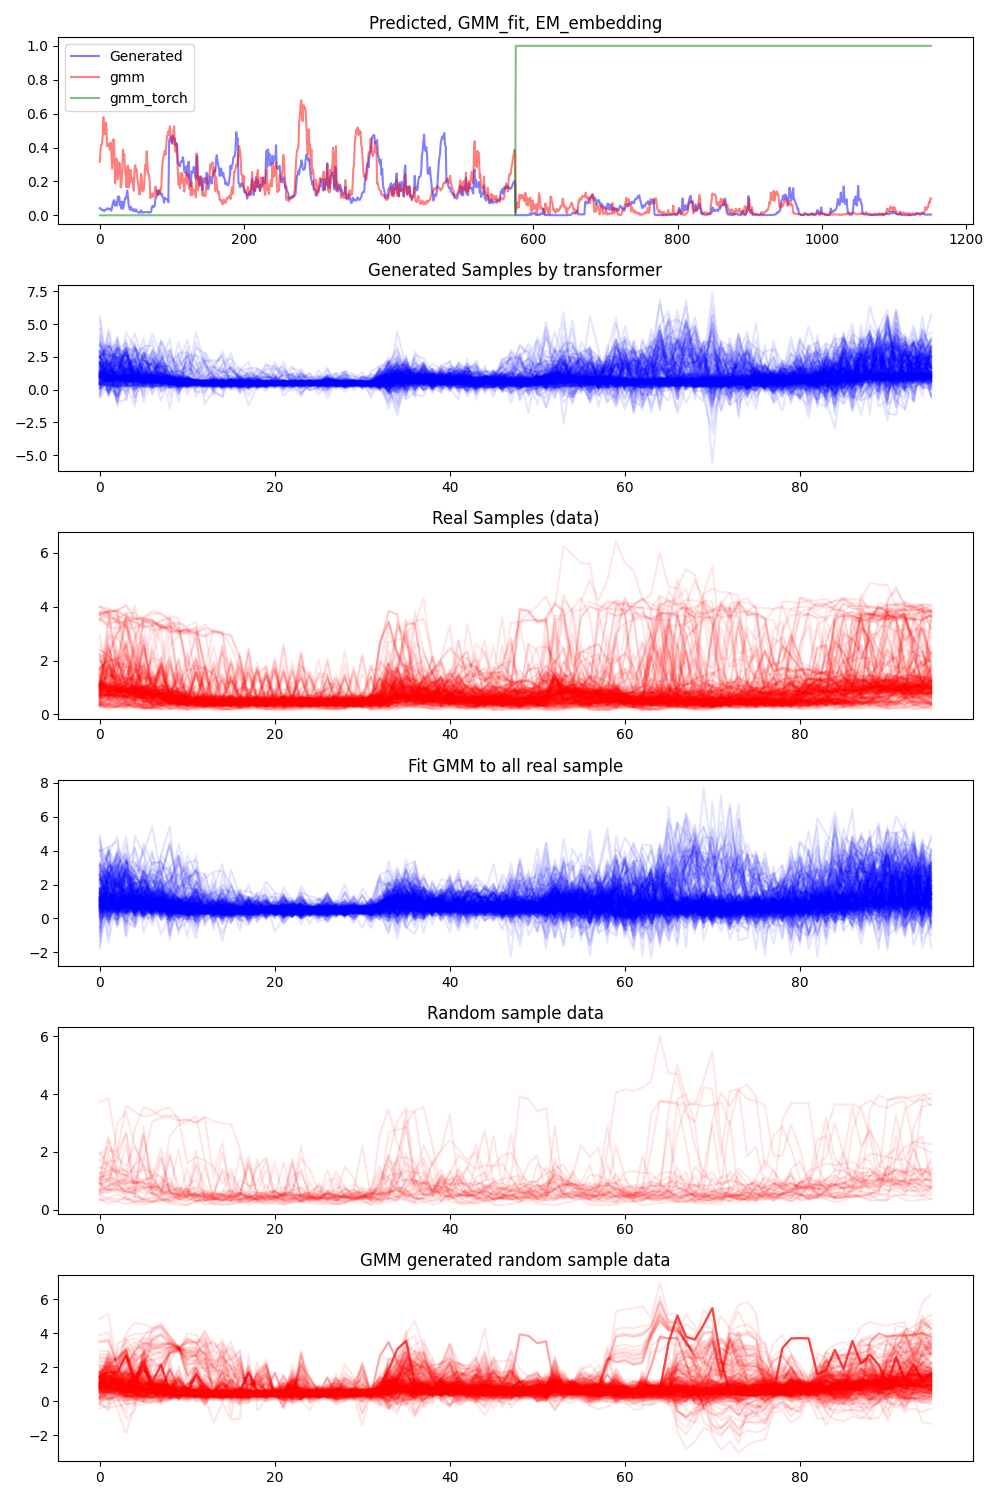 Predicted, GMM_fit, EM_embedding
1.0
0.8
0.6
0.4
0.2
0.0
Generated
gmm
gmm_torch
0 200 400 600 800 1000 1200
Generated Samples by transformer
7.5
5.0
2.5
0.0
−2.5
−5.0
0 20 40 60 80
Real Samples (data)
6
4
2
0
0 20 40 60 80
Fit GMM to all real sample
8
6
4
2
0
−2
0 20 40 60 80
Random sample data
6
4
2
0
0 20 40 60 80
GMM generated random sample data
6
4
2
0
−2
0 20 40 60 80